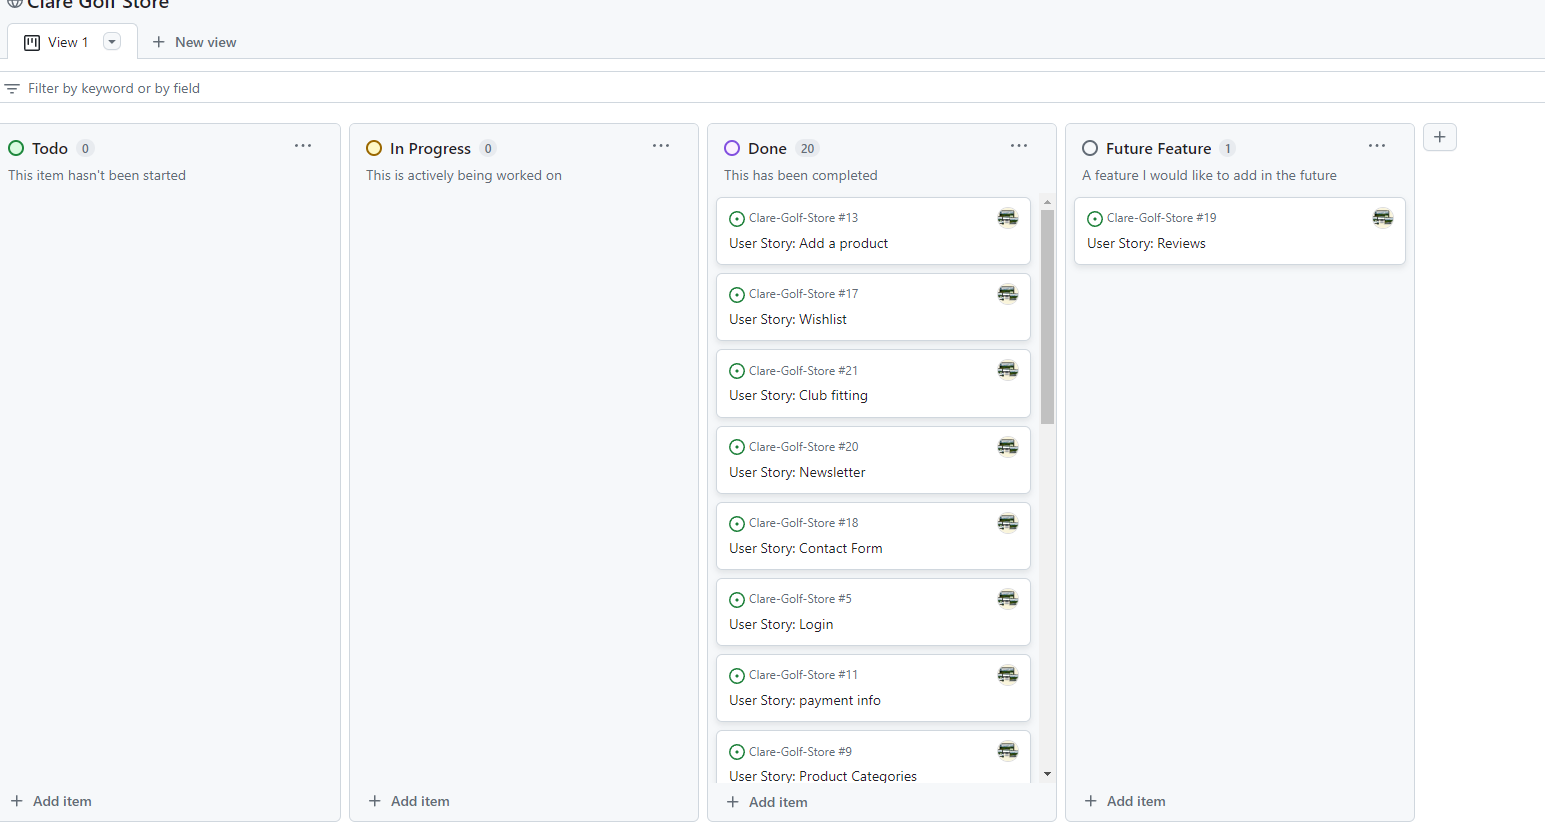 Clare Golf Store
View 1
New view
Filter by keyword or by field
Todo 0
This item hasn't been started
Add item
In Progress 0
This is actively being worked on
Add item
Done 20
This has been completed
Clare-Golf-Store #13
User Story: Add a product
Clare-Golf-Store #17
User Story: Wishlist
Clare-Golf-Store #21
User Story: Club fitting
Clare-Golf-Store #20
User Story: Newsletter
Clare-Golf-Store #18
User Story: Contact Form
Clare-Golf-Store #5
User Story: Login
Clare-Golf-Store #11
User Story: payment info
Clare-Golf-Store #9
User Story: Product Categories
Add item
Future Feature 1
A feature I would like to add in the future
Clare-Golf-Store #19
User Story: Reviews
Add item